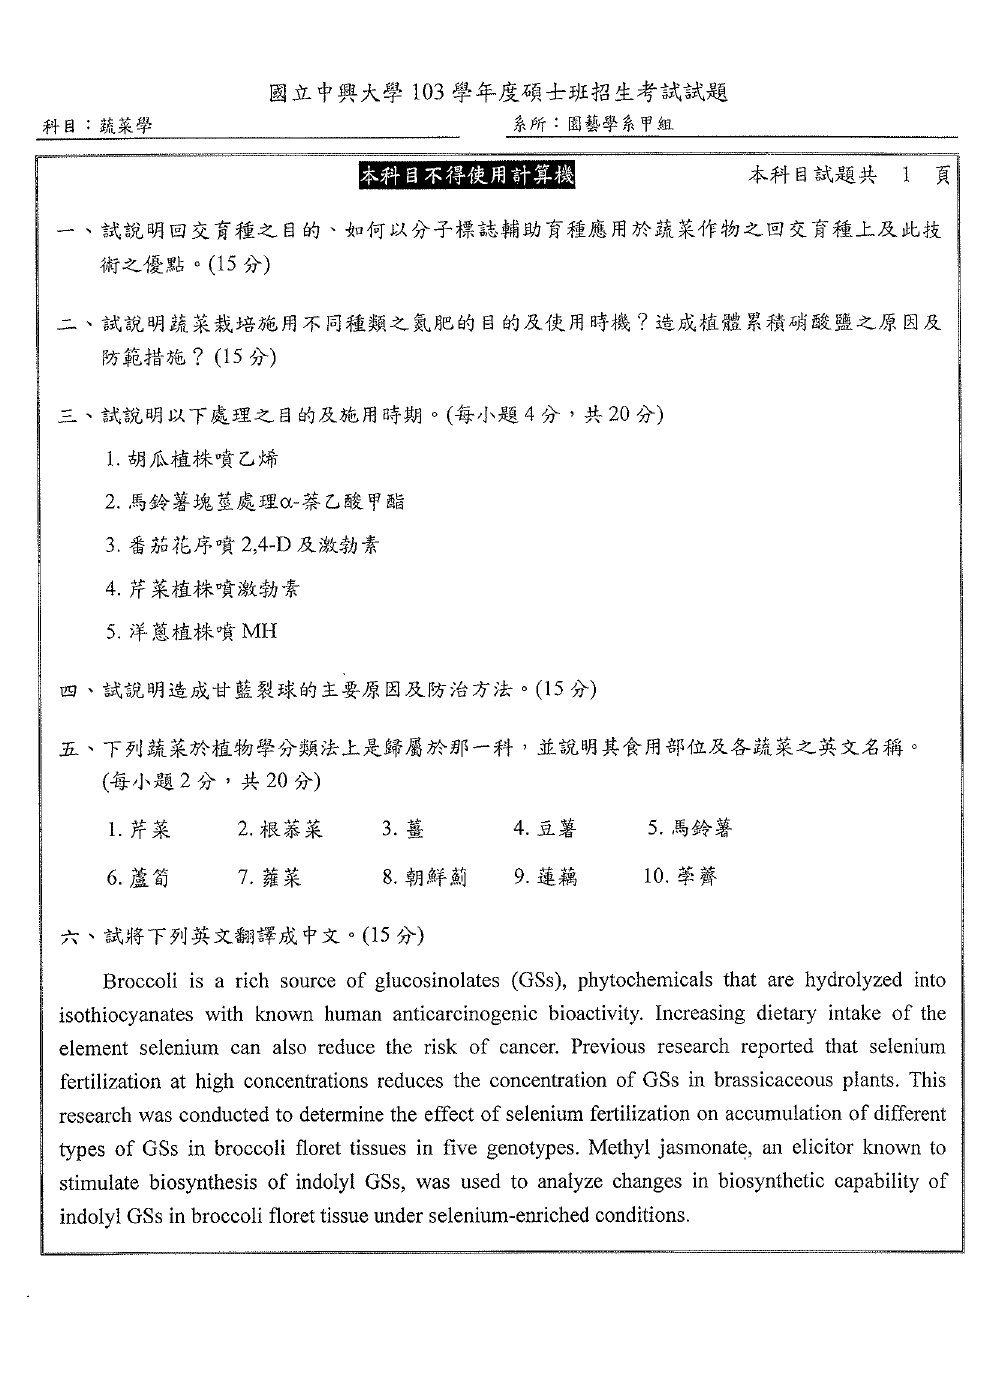 國立中興大學 103 學年度碩士班招生考試試題
科目：蔬菜學 系所：園藝學系甲組
本科目不得使用計算機 本科目試題共 1 頁
一、試說明回交育種之目的、如何以分子標誌輔助育種應用於蔬菜作物之回交育種上及此技
術之優點。(15 分)
二、試說明蔬菜栽培施用不同種類之氮肥的目的及使用時機？造成植體累積硝酸鹽之原因及
防範措施？ (15 分)
三、試說明以下處理之目的及施用時期。(每小題 4 分，共 20 分)
1. 胡瓜植株噴乙烯
2. 馬鈴薯塊莖處理α-萘乙酸甲酯
3. 番茄花序噴 2,4-D 及激勃素
4. 芹菜植株噴激勃素
5. 洋蔥植株噴 MH
四、試說明造成甘藍裂球的主要原因及防治方法。(15 分)
五、下列蔬菜於植物學分類法上是歸屬於那一科，並說明其食用部位及各蔬菜之英文名稱。
(每小題 2 分，共 20 分)
1. 芹菜 2. 根菾菜 3. 薑 4. 豆薯 5. 馬鈴薯
6. 蘆筍 7. 蕹菜 8. 朝鮮薊 9. 蓮藕 10. 荸薺
六、試將下列英文翻譯成中文。(15 分)
Broccoli is a rich source of glucosinolates (GSs), phytochemicals that are hydrolyzed into
isothiocyanates with known human anticarcinogenic bioactivity. Increasing dietary intake of the
element selenium can also reduce the risk of cancer. Previous research reported that selenium
fertilization at high concentrations reduces the concentration of GSs in brassicaceous plants. This
research was conducted to determine the effect of selenium fertilization on accumulation of different
types of GSs in broccoli floret tissues in five genotypes. Methyl jasmonate, an elicitor known to
stimulate biosynthesis of indolyl GSs, was used to analyze changes in biosynthetic capability of
indolyl GSs in broccoli floret tissue under selenium-enriched conditions.